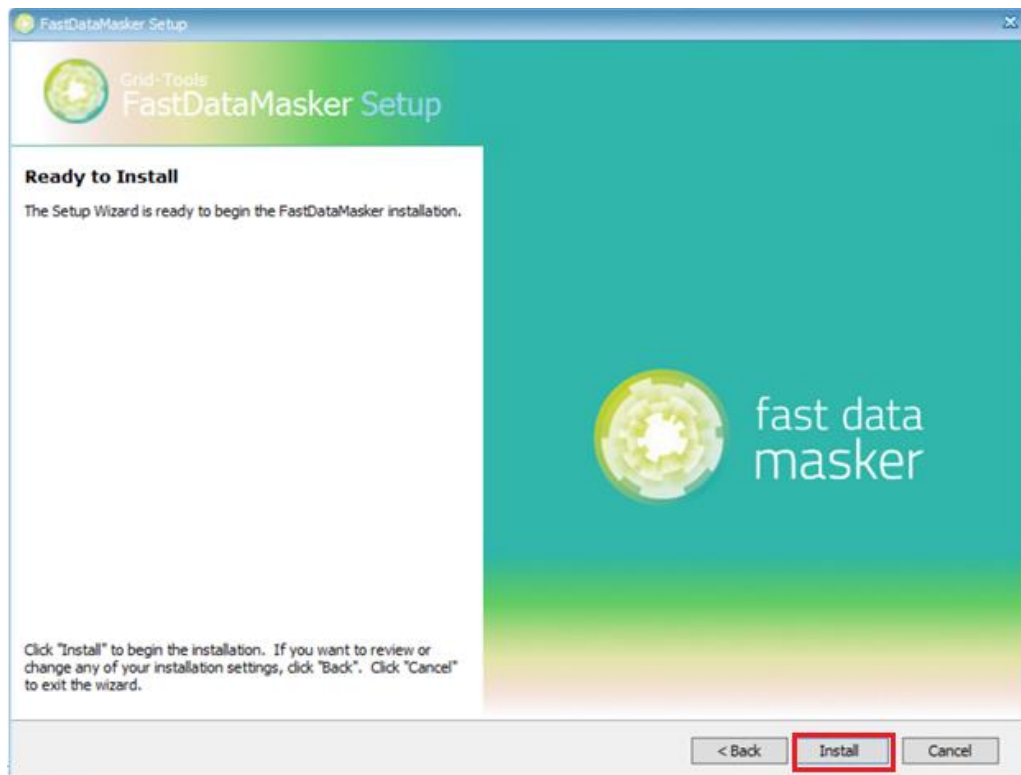 FastDataMasker Setup
Grid-Tools
FastDataMasker Setup
Ready to Install
The Setup Wizard is ready to begin the FastDataMasker installation.
fast data
masker
Click "Install" to begin the installation. If you want to review or
change any of your installation settings, click "Back". Click "Cancel"
to exit the wizard.
< Back Install Cancel